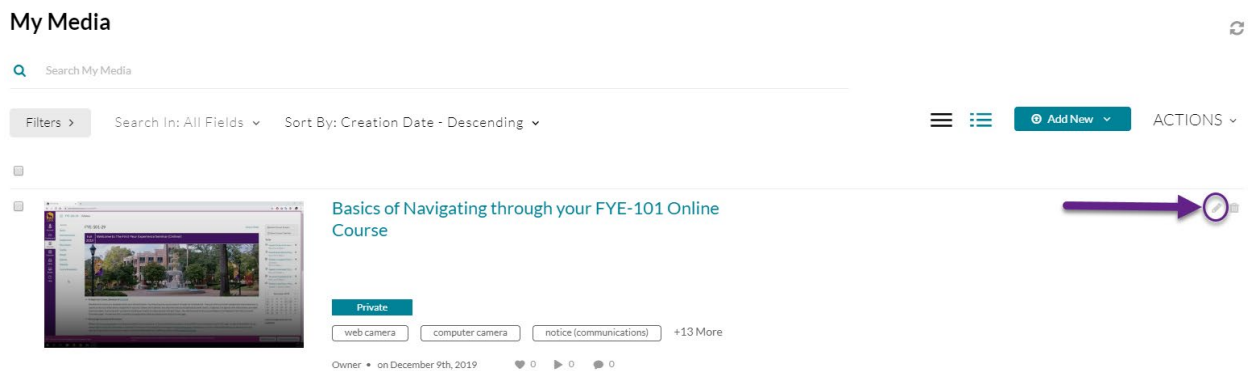 My Media
Search My Media
Filters >
Search In: All Fields
Sort By: Creation Date - Descending
Add New
ACTIONS
Basics of Navigating through your FYE-101 Online
Course
Private
web camera
computer camera
notice (communications)
+13 More
Owner • on December 9th, 2019
0
0
0